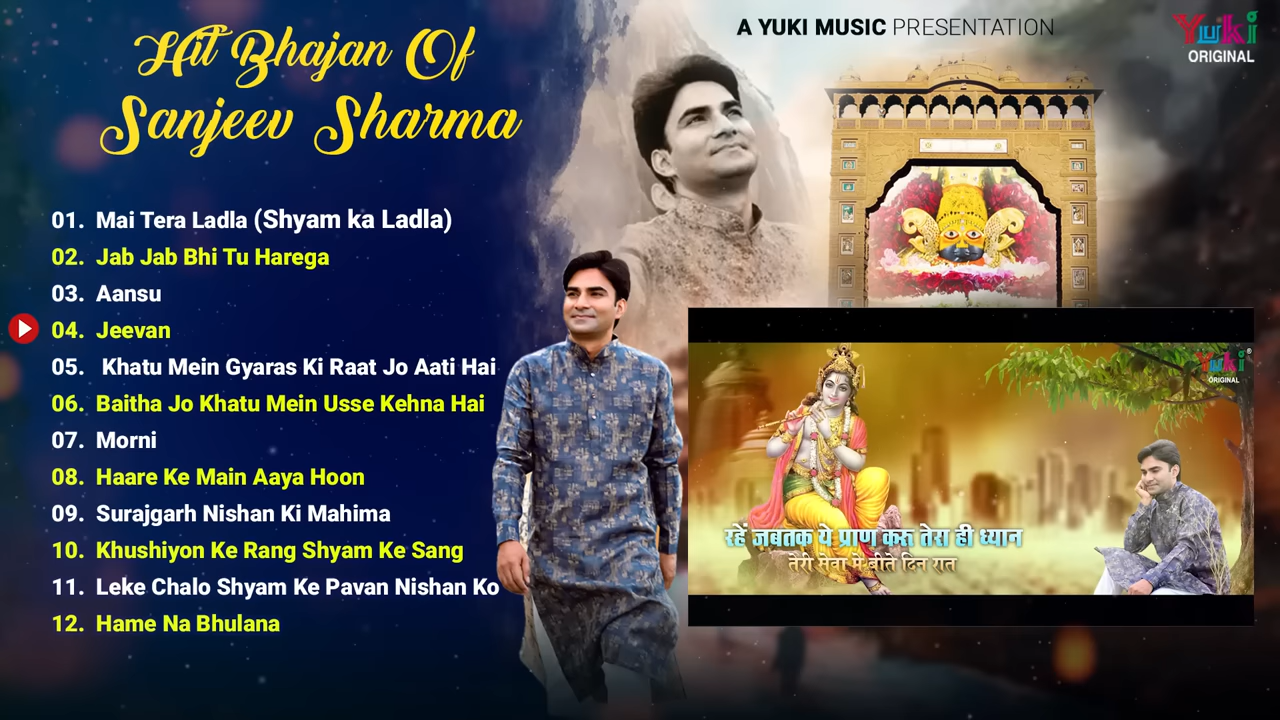 Hit Bhajan Of
Sanjeev Sharma
A YUKI MUSIC PRESENTATION
Yuki
ORIGINAL
01. Mai Tera Ladla (Shyam ka Ladla)
02. Jab Jab Bhi Tu Harega
03. Aansu
04. Jeevan
05. Khatu Mein Gyaras Ki Raat Jo Aati Hai
06. Baitha Jo Khatu Mein Usse Kehna Hai
07. Morni
08. Haare Ke Main Aaya Hoon
09. Surajgarh Nishan Ki Mahima
10. Khushiyon Ke Rang Shyam Ke Sang
11. Leke Chalo Shyam Ke Pavan Nishan Ko
12. Hame Na Bhulana
Yuki®
ORIGINAL
रहें जबतक ये प्राण करू तेरा ही ध्यान
तेरी सेवा मे बीते दिन रात